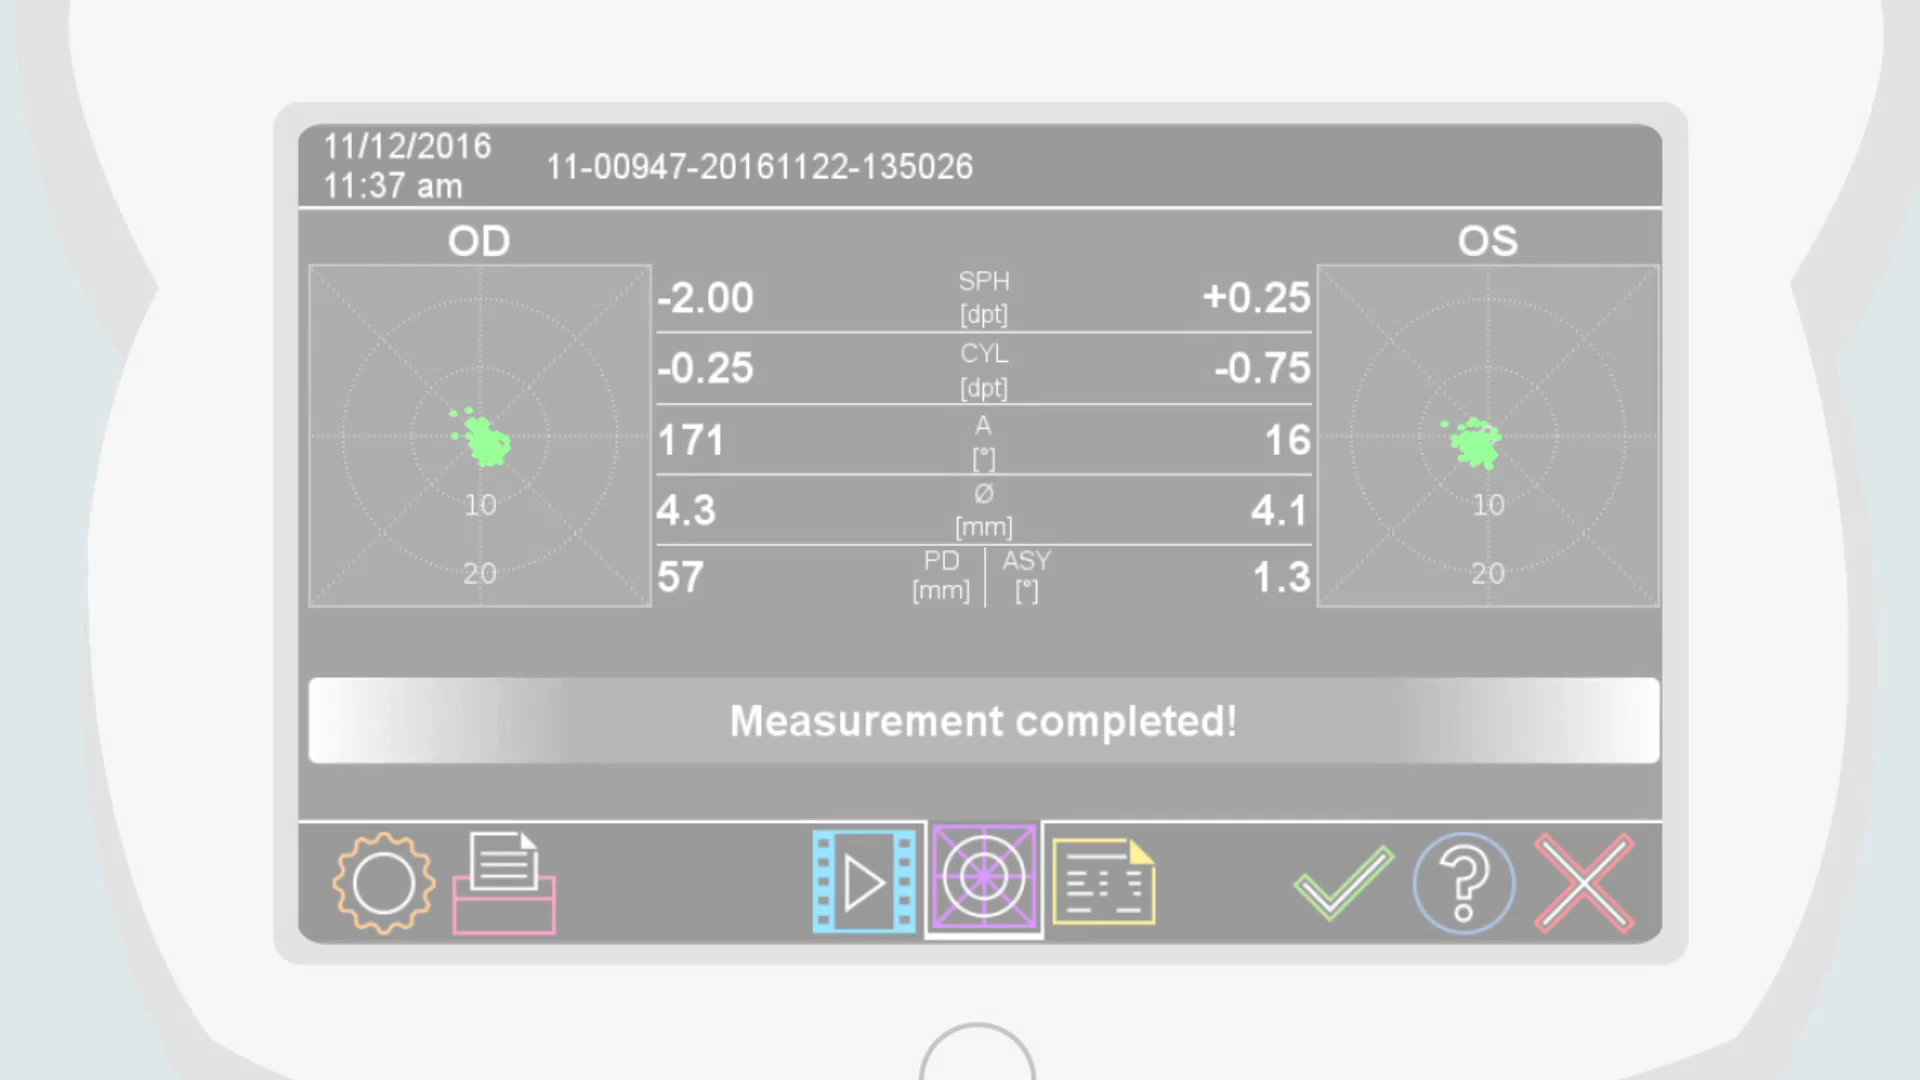 11/12/2016
11:37 am
11-00947-20161122-135026
OD
OS
-2.00 SPH [dpt] +0.25
-0.25 CYL [dpt] -0.75
171 A [°] 16
4.3 Ø [mm] 4.1
57 PD [mm] ASY [°] 1.3
10
20
10
20
Measurement completed!
?